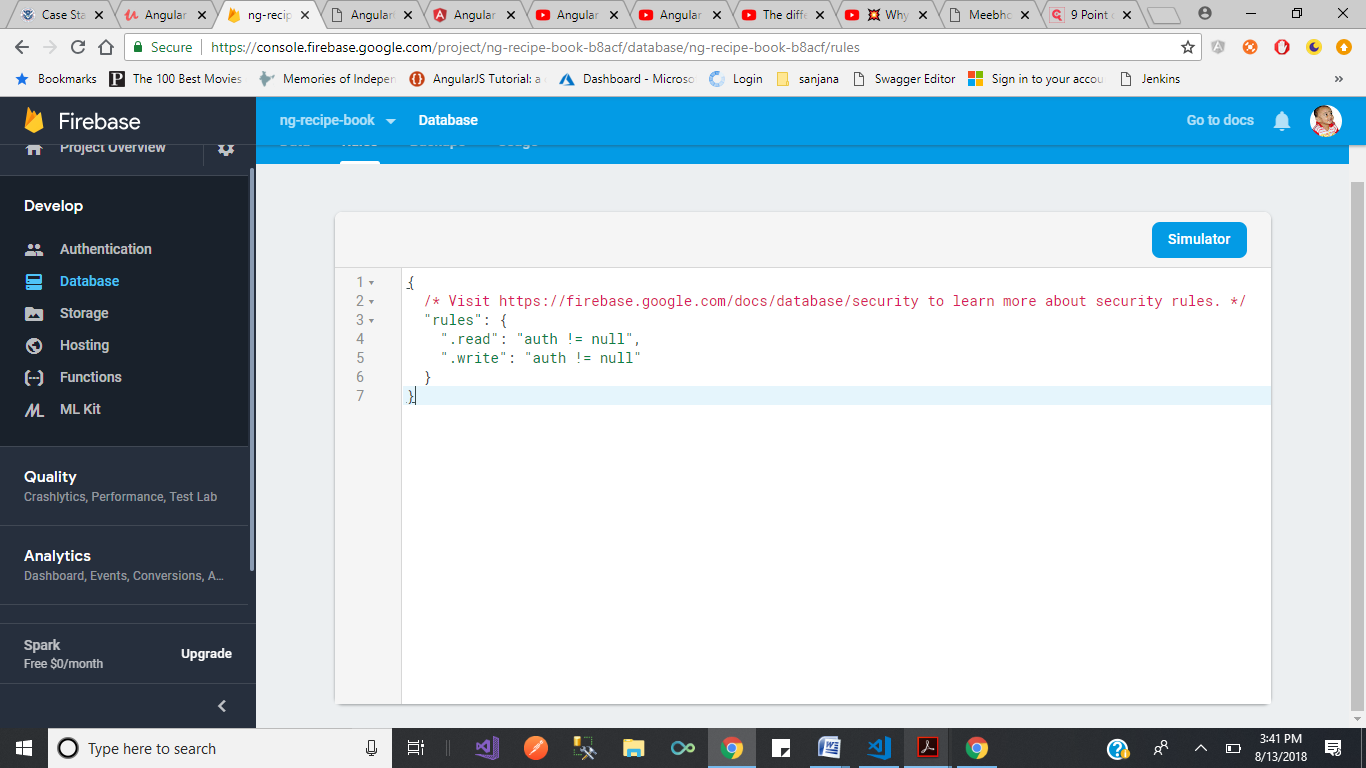 Case Sta
Angular
ng-recip
Angular
Angular
Angular
Angular
The diffe
Why
Meebho
9 Point
Secure
https://console.firebase.google.com/project/ng-recipe-book-b8acf/database/ng-recipe-book-b8acf/rules
Bookmarks
The 100 Best Movies
Memories of Indepen
AngularJS Tutorial: a
Dashboard - Microso
Login
sanjana
Swagger Editor
Sign in to your accou
Jenkins
»
Firebase
ng-recipe-book
Database
Go to docs
Project Overview
Rules
Backups
Usage
Develop
Authentication
Database
Storage
Hosting
Functions
ML Kit
Quality
Crashlytics, Performance, Test Lab
Analytics
Dashboard, Events, Conversions, A...
Spark
Free $0/month
Upgrade
Simulator
1 {
2 /* Visit https://firebase.google.com/docs/database/security to learn more about security rules. */
3 "rules": {
4 ".read": "auth != null",
5 ".write": "auth != null"
6 }
7 }
Type here to search
3:41 PM
8/13/2018